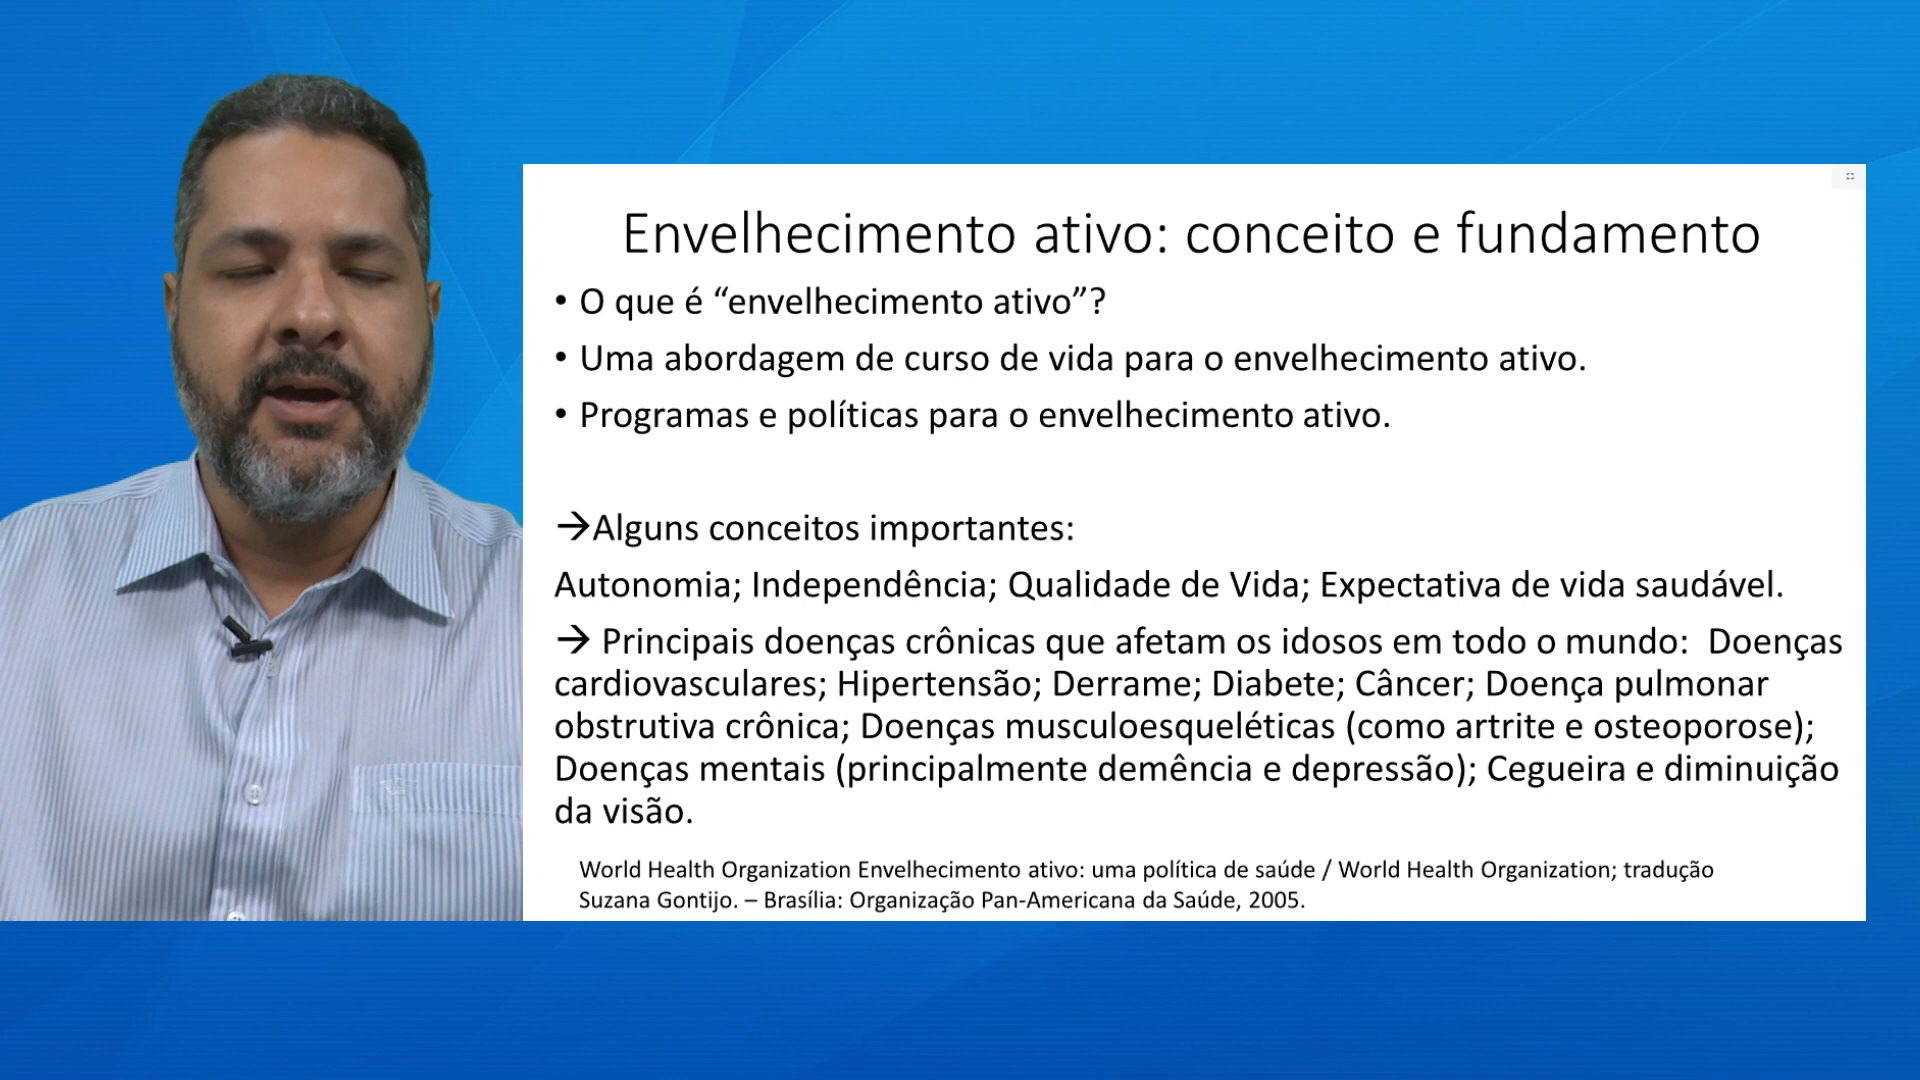 Envelhecimento ativo: conceito e fundamento
• O que é “envelhecimento ativo”?
• Uma abordagem de curso de vida para o envelhecimento ativo.
• Programas e políticas para o envelhecimento ativo.
→Alguns conceitos importantes:
Autonomia; Independência; Qualidade de Vida; Expectativa de vida saudável.
→ Principais doenças crônicas que afetam os idosos em todo o mundo: Doenças
cardiovasculares; Hipertensão; Derrame; Diabete; Câncer; Doença pulmonar
obstrutiva crônica; Doenças musculoesqueléticas (como artrite e osteoporose);
Doenças mentais (principalmente demência e depressão); Cegueira e diminuição
da visão.
World Health Organization Envelhecimento ativo: uma política de saúde / World Health Organization; tradução
Suzana Gontijo. – Brasília: Organização Pan-Americana da Saúde, 2005.